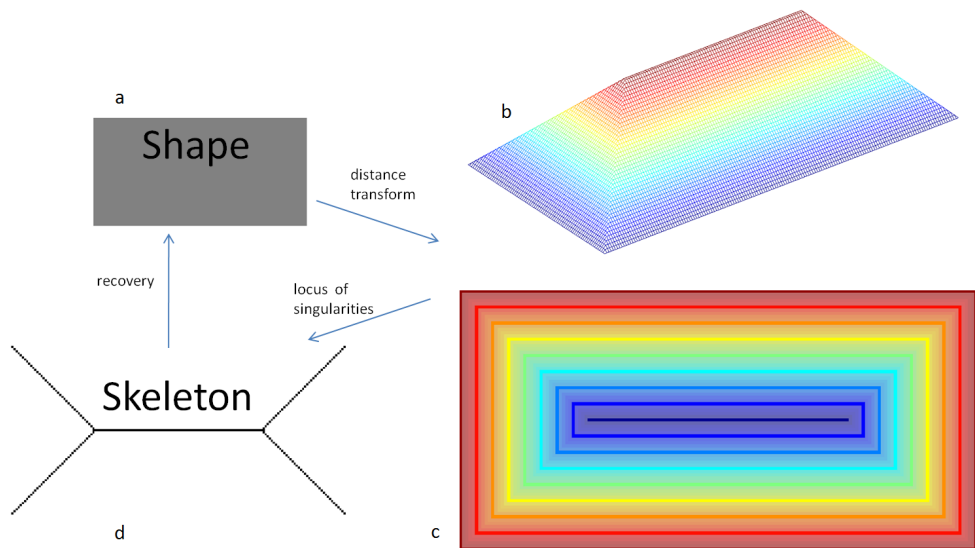 a
Shape
b
distance
transform
recovery
locus of
singularities
Skeleton
d
c